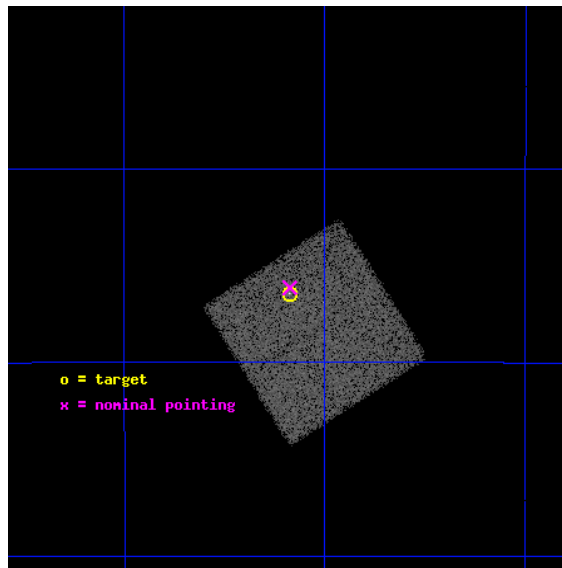 o = target
x = nominal pointing